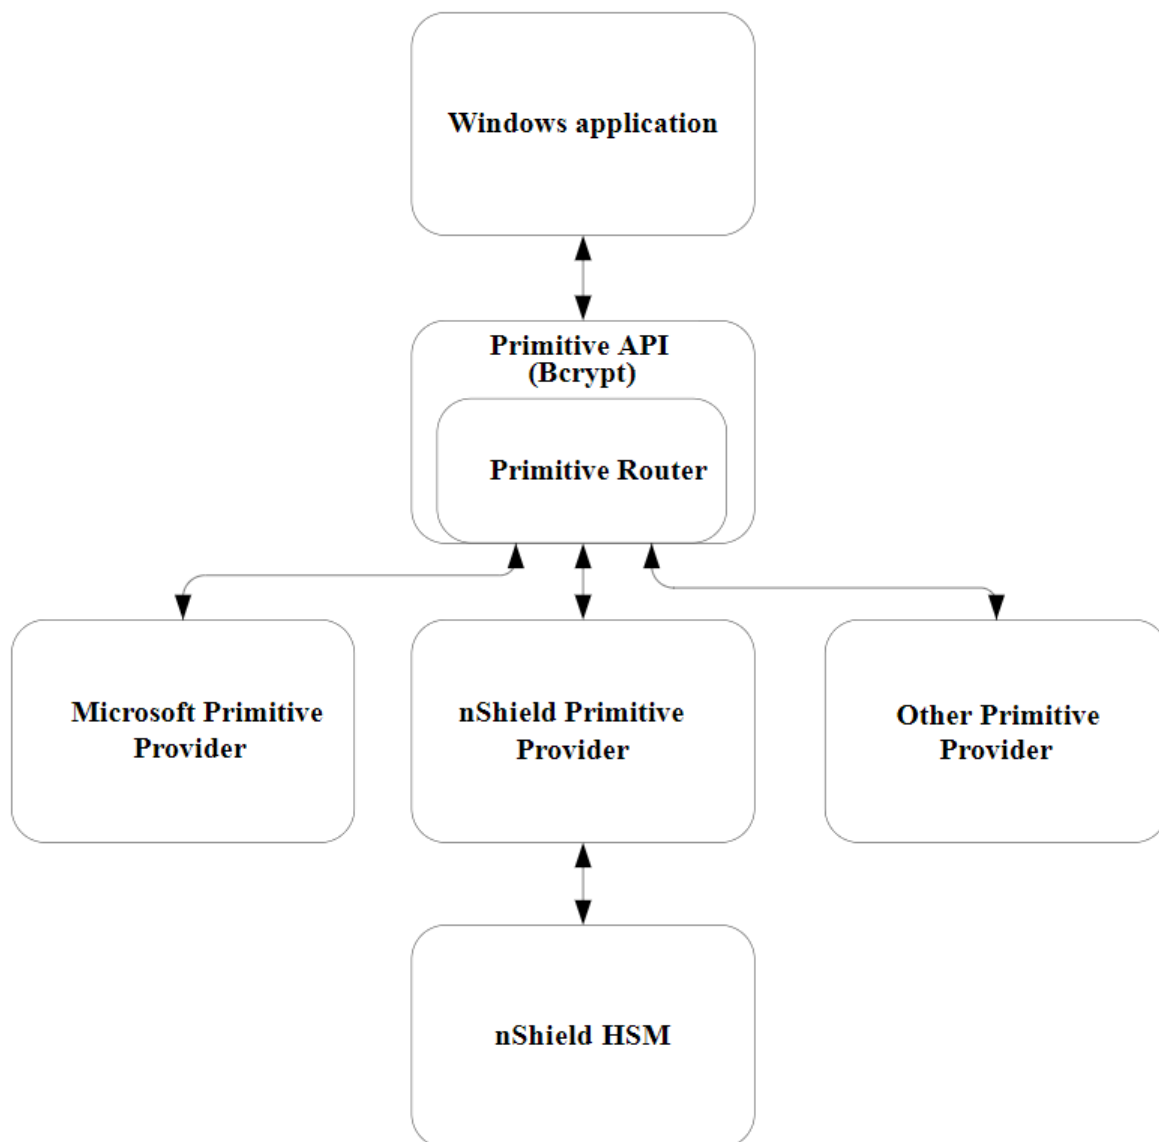 Windows application
Primitive API
(Bcrypt)
Primitive Router
Microsoft Primitive
Provider
nShield Primitive
Provider
Other Primitive
Provider
nShield HSM